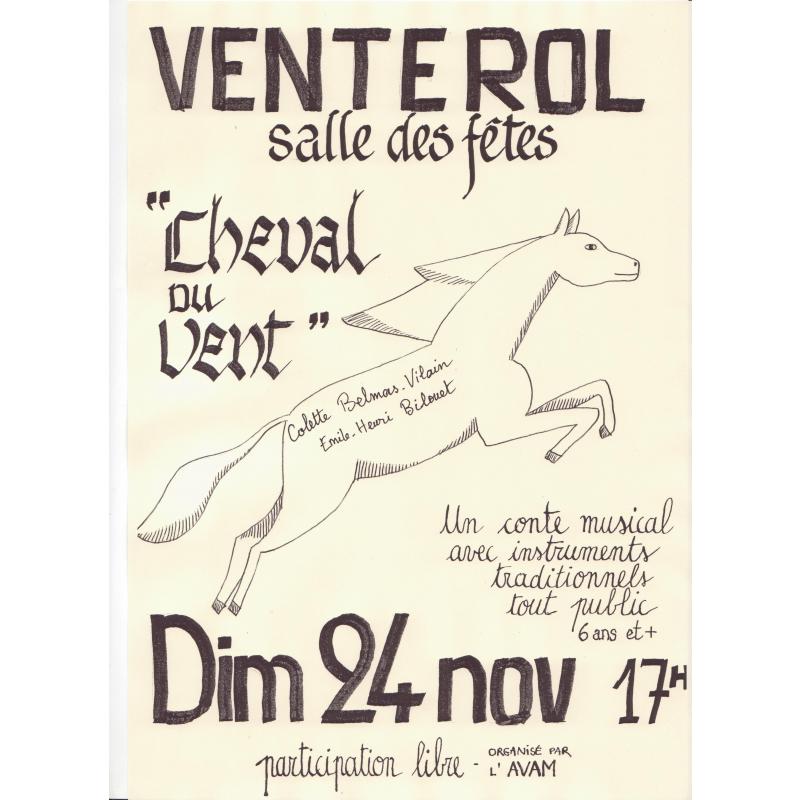 VENTEROL
salle des fêtes
"Cheval
du
vent"
Colette Belmas-Vilain
Emile-Henri Bilouet
Un conte musical
avec instruments
traditionnels
tout public
6 ans et +
Dim 24 nov 17H
participation libre - ORGANISÉ PAR
L'AVAM